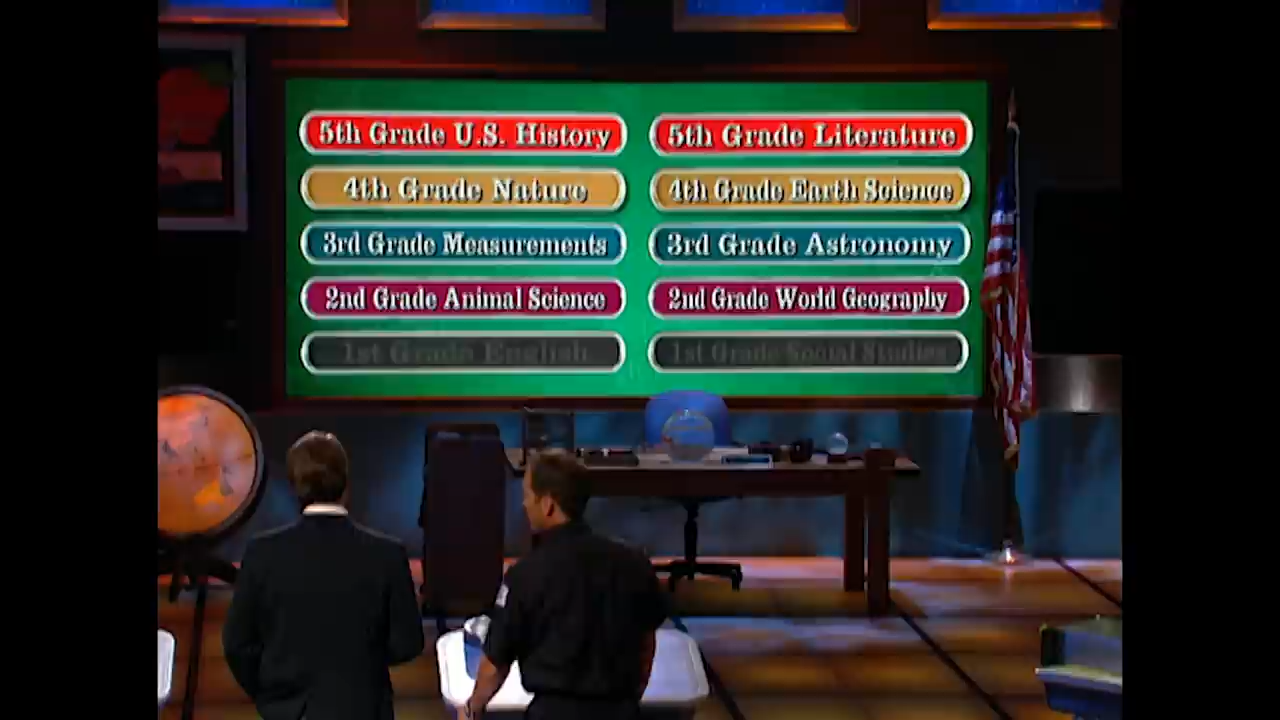 5th Grade U.S. History
5th Grade Literature
4th Grade Nature
4th Grade Earth Science
3rd Grade Measurements
3rd Grade Astronomy
2nd Grade Animal Science
2nd Grade World Geography
1st Grade English
1st Grade Social Studies